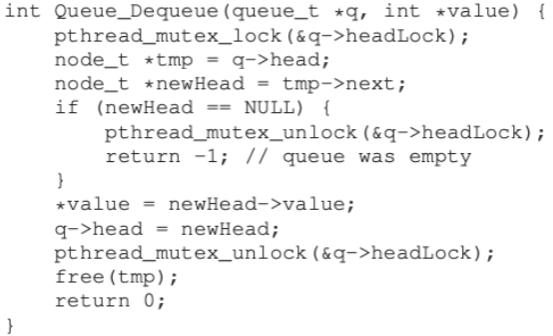 int Queue_Dequeue(queue_t *q, int *value) {
    pthread_mutex_lock(&q->headLock);
    node_t *tmp = q->head;
    node_t *newHead = tmp->next;
    if (newHead == NULL) {
        pthread_mutex_unlock(&q->headLock);
        return -1; // queue was empty
    }
    *value = newHead->value;
    q->head = newHead;
    pthread_mutex_unlock(&q->headLock);
    free(tmp);
    return 0;
}